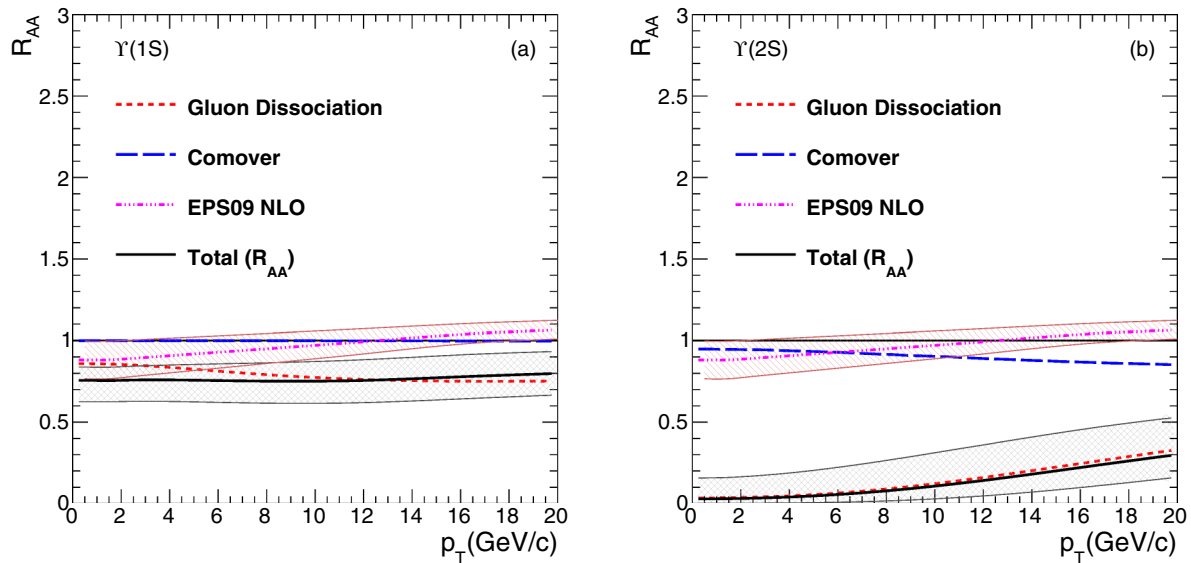 R_AA
3
2.5
2
1.5
1
0.5
0
ϒ(1S)
(a)
Gluon Dissociation
Comover
EPS09 NLO
Total (R_AA)
0 2 4 6 8 10 12 14 16 18 20
p_T(GeV/c)
R_AA
3
2.5
2
1.5
1
0.5
0
ϒ(2S)
(b)
Gluon Dissociation
Comover
EPS09 NLO
Total (R_AA)
0 2 4 6 8 10 12 14 16 18 20
p_T(GeV/c)